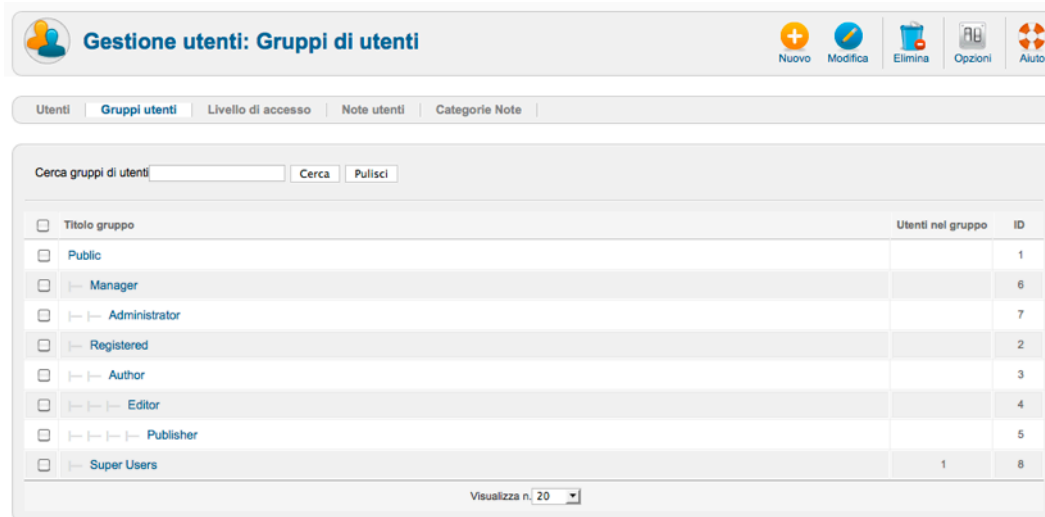 Gestione utenti: Gruppi di utenti
Nuovo Modifica Elimina Opzioni Aiuto
Utenti Gruppi utenti Livello di accesso Note utenti Categorie Note
Cerca gruppi di utenti Cerca Pulisci
Titolo gruppo Utenti nel gruppo ID
Public 1
Manager 6
Administrator 7
Registered 2
Author 3
Editor 4
Publisher 5
Super Users 1 8
Visualizza n. 20